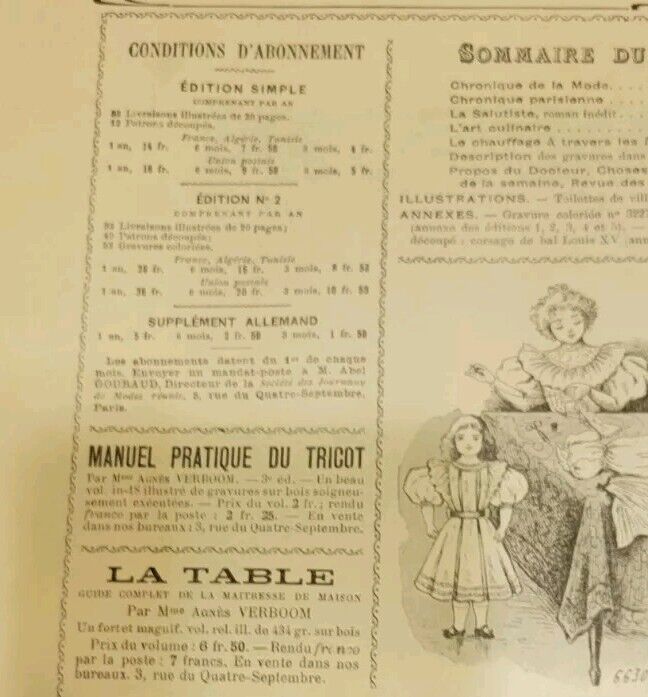 CONDITIONS D'ABONNEMENT
ÉDITION SIMPLE
COMPRENANT PAR AN
Livraisons illustrées de 20 pages.
Patrons découpés.
France, Algérie, Tunisie
1 an, 14 fr. 6 mois, 7 fr. 50 3 mois, 4 fr.
Union postale
1 an, 18 fr. 6 mois, 9 fr. 50 3 mois, 5 fr.
ÉDITION N° 2
COMPRENANT PAR AN
Livraisons illustrées de 20 pages;
Patrons découpés;
52 Gravures coloriées.
France, Algérie, Tunisie
1 an, fr. 6 mois, fr. 3 mois, 8 fr. 50
Union postale
1 an, fr. 6 mois, 20 fr. 3 mois, 10 fr. 50
SUPPLÉMENT ALLEMAND
1 an, 5 fr. 6 mois, fr. 50 3 mois, 1 fr. 50
Les abonnements datent du 1er de chaque
mois. Envoyer un mandat-poste à M. Abel
GOUBAUD, Directeur de la Société des Journaux
de Modes réunis, 3, rue du Quatre-Septembre,
Paris.
MANUEL PRATIQUE DU TRICOT
Par Mme AGNÈS VERBOOM. — 3e éd. — Un beau
vol. in-18 illustré de gravures sur bois soigneu-
sement exécentées. — Prix du vol. 2 fr.; rendu
franco par la poste : 2 fr. 25. — En vente
dans nos bureaux : 3, rue du Quatre-Septembre.
LA TABLE
GUIDE COMPLET DE LA MAITRESSE DE MAISON
Par Mme AGNÈS VERBOOM
Un fort et magnif. vol. rel. ill. de 434 gr. sur bois
Prix du volume : 6 fr. 50. — Rendu franco
par la poste : 7 francs. En vente dans nos
bureaux. 3, rue du Quatre-Septembre.
SOMMAIRE DU
Chronique de la Mode....
Chronique parisienne....
La Salutiste, roman inédit..
L'art culinaire..........
Le chauffage à travers les
Description des gravures dans
Propos du Docteur, Choses
de la semaine, Revue des
ILLUSTRATIONS. — Toilettes de vill
ANNEXES. — Gravure coloriée n° 3227
(annexe des éditions 1, 2, 3, 4 et 5). —
découpé : corsage de bal Louis XV (ann
6630